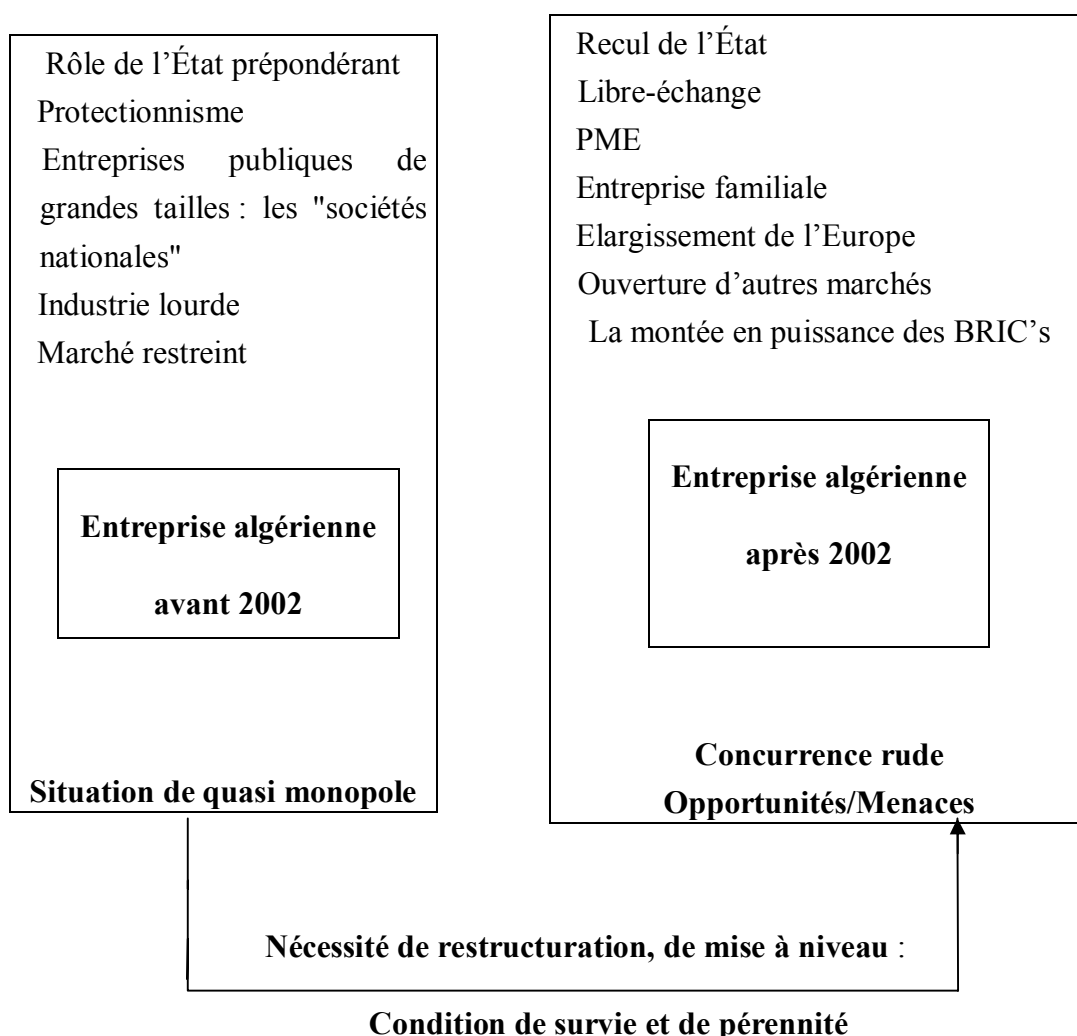 Rôle de l’État prépondérant
Protectionnisme
Entreprises publiques de
grandes tailles : les "sociétés
nationales"
Industrie lourde
Marché restreint
Entreprise algérienne
avant 2002
Situation de quasi monopole
Recul de l’État
Libre-échange
PME
Entreprise familiale
Elargissement de l’Europe
Ouverture d’autres marchés
La montée en puissance des BRIC’s
Entreprise algérienne
après 2002
Concurrence rude
Opportunités/Menaces
Nécessité de restructuration, de mise à niveau :
Condition de survie et de pérennité